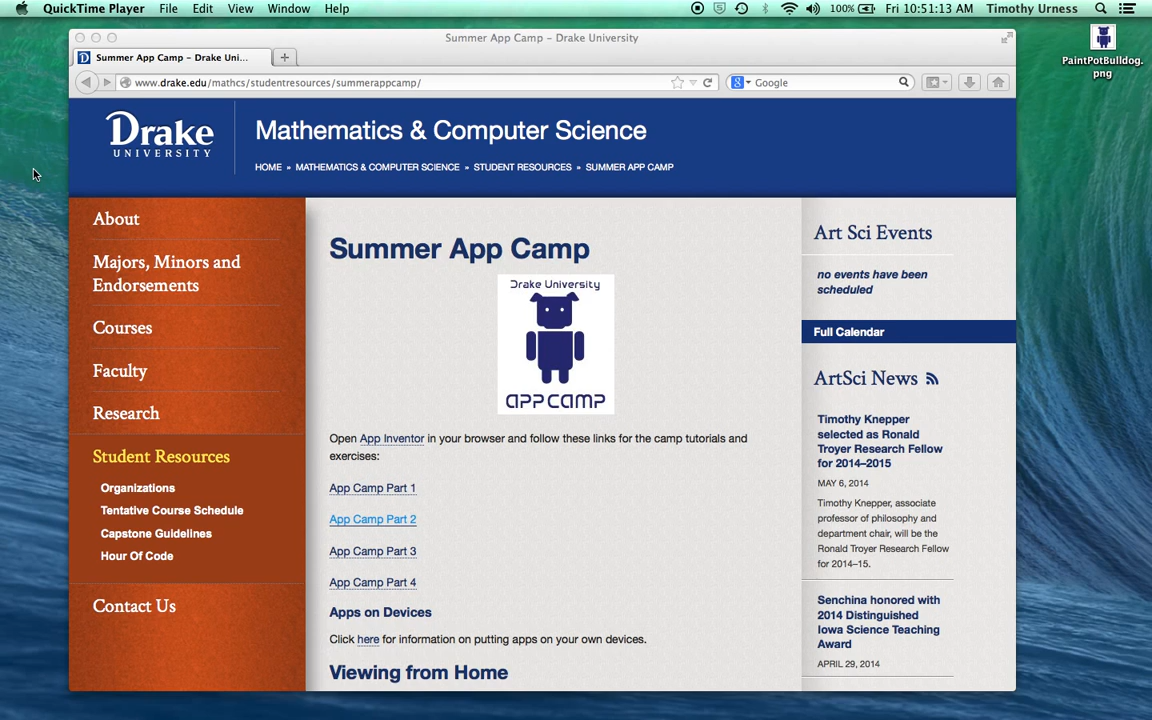 QuickTime Player File Edit View Window Help 100% Fri 10:51:13 AM Timothy Urness
Summer App Camp – Drake University
Summer App Camp – Drake Uni...
www.drake.edu/mathcs/studentresources/summerappcamp/
Google
PaintPotBulldog.
png
Drake
UNIVERSITY
Mathematics & Computer Science
HOME » MATHEMATICS & COMPUTER SCIENCE » STUDENT RESOURCES » SUMMER APP CAMP
About
Majors, Minors and
Endorsements
Courses
Faculty
Research
Student Resources
Organizations
Tentative Course Schedule
Capstone Guidelines
Hour Of Code
Contact Us
Summer App Camp
Drake University
APP CAMP
Open App Inventor in your browser and follow these links for the camp tutorials and
exercises:
App Camp Part 1
App Camp Part 2
App Camp Part 3
App Camp Part 4
Apps on Devices
Click here for information on putting apps on your own devices.
Viewing from Home
Art Sci Events
no events have been
scheduled
Full Calendar
ArtSci News
Timothy Knepper
selected as Ronald
Troyer Research Fellow
for 2014–2015
MAY 6, 2014
Timothy Knepper, associate
professor of philosophy and
department chair, will be the
Ronald Troyer Research Fellow
for 2014–15.
Senchina honored with
2014 Distinguished
Iowa Science Teaching
Award
APRIL 29, 2014